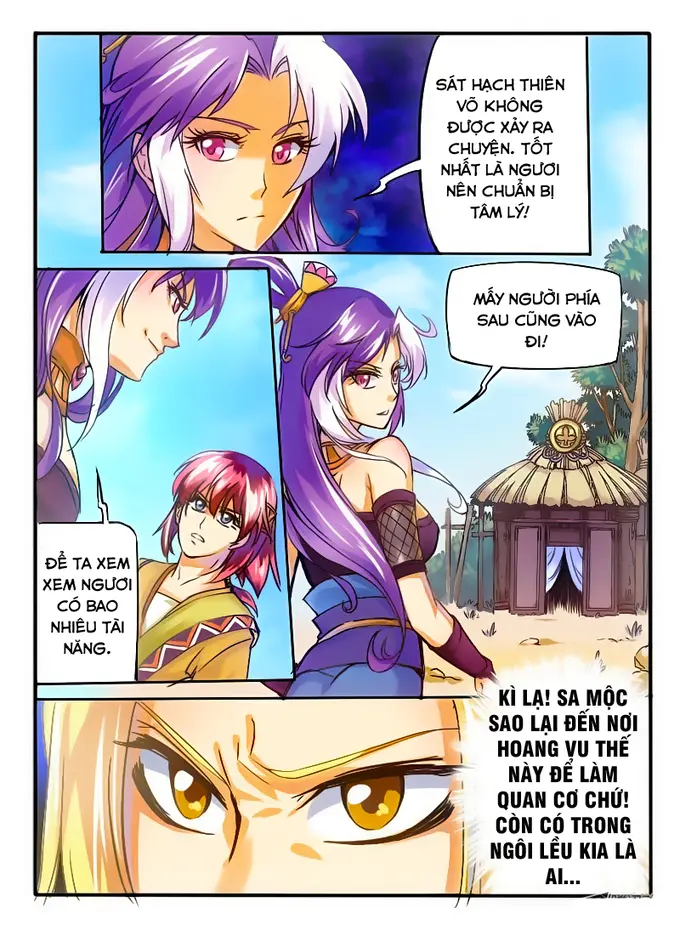 SÁT HẠCH THIÊN
VÕ KHÔNG
ĐƯỢC XẢY RA
CHUYỆN. TỐT
NHẤT LÀ NGƯƠI
NÊN CHUẨN BỊ
TÂM LÝ!
MẤY NGƯỜI PHÍA
SAU CŨNG VÀO
ĐI!
ĐỂ TA XEM
XEM NGƯƠI
CÓ BAO
NHIÊU TÀI
NĂNG.
KÌ LẠ! SA MỘC
SAO LẠI ĐẾN NƠI
HOANG VU THẾ
NÀY ĐỂ LÀM
QUAN CƠ CHỨ!
CÒN CÓ TRONG
NGÔI LỀU KIA LÀ
AI...